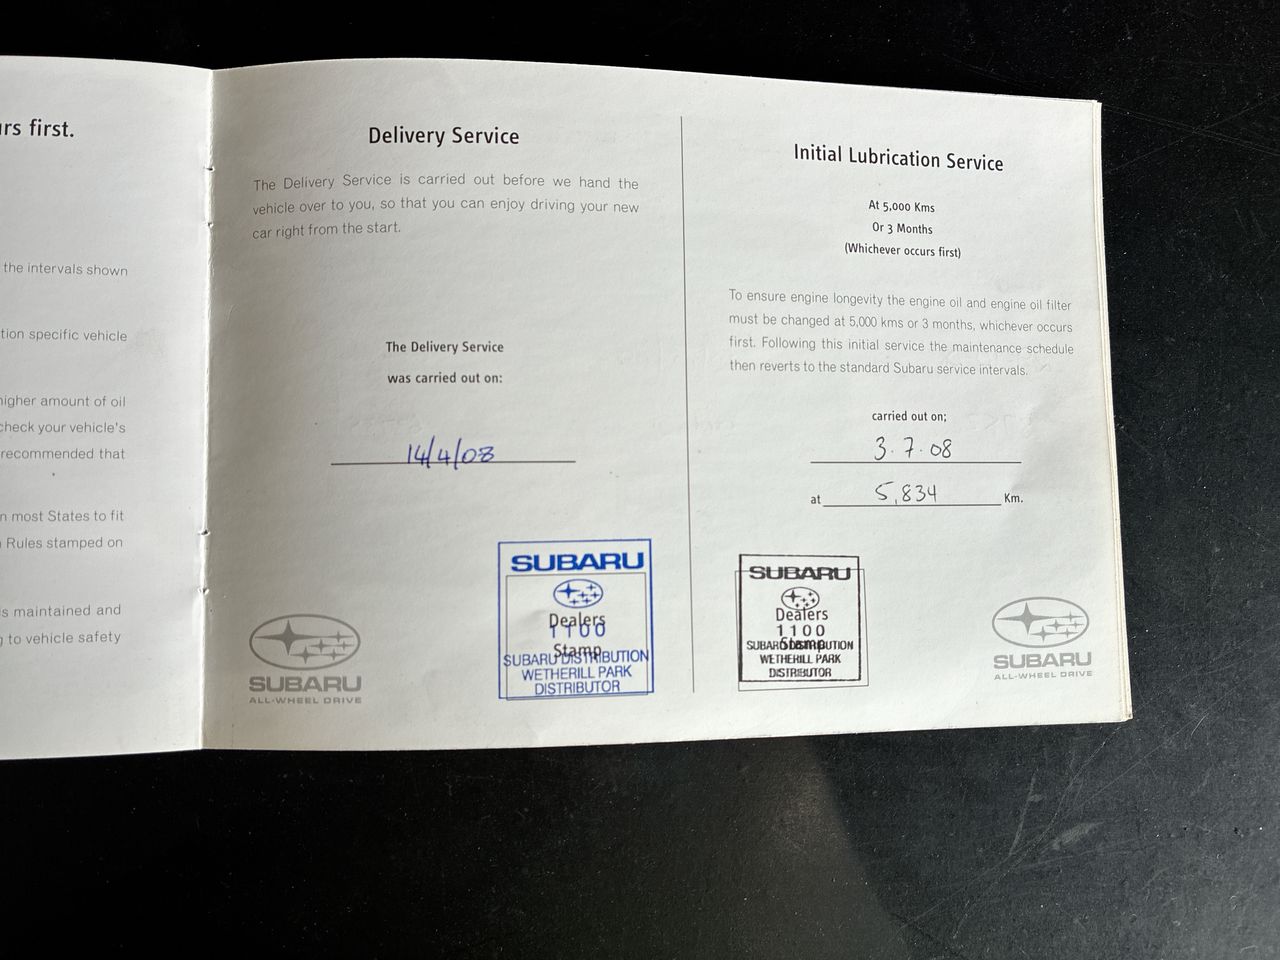 rs first.
the intervals shown
tion specific vehicle
igher amount of oil
check your vehicle's
recommended that
n most States to fit
Rules stamped on
s maintained and
to vehicle safety
Delivery Service
The Delivery Service is carried out before we hand the
vehicle over to you, so that you can enjoy driving your new
car right from the start.
The Delivery Service
was carried out on:
14/4/08
SUBARU
ALL-WHEEL DRIVE
SUBARU
Dealers
1100
Stamp
SUBARU DISTRIBUTION
WETHERILL PARK
DISTRIBUTOR
Initial Lubrication Service
At 5,000 Kms
Or 3 Months
(Whichever occurs first)
To ensure engine longevity the engine oil and engine oil filter
must be changed at 5,000 kms or 3 months, whichever occurs
first. Following this initial service the maintenance schedule
then reverts to the standard Subaru service intervals.
carried out on;
3.7.08
at 5,834 Km.
SUBARU
Dealers
1100
Stamp
SUBARU DISTRIBUTION
WETHERILL PARK
DISTRIBUTOR
SUBARU
ALL-WHEEL DRIVE